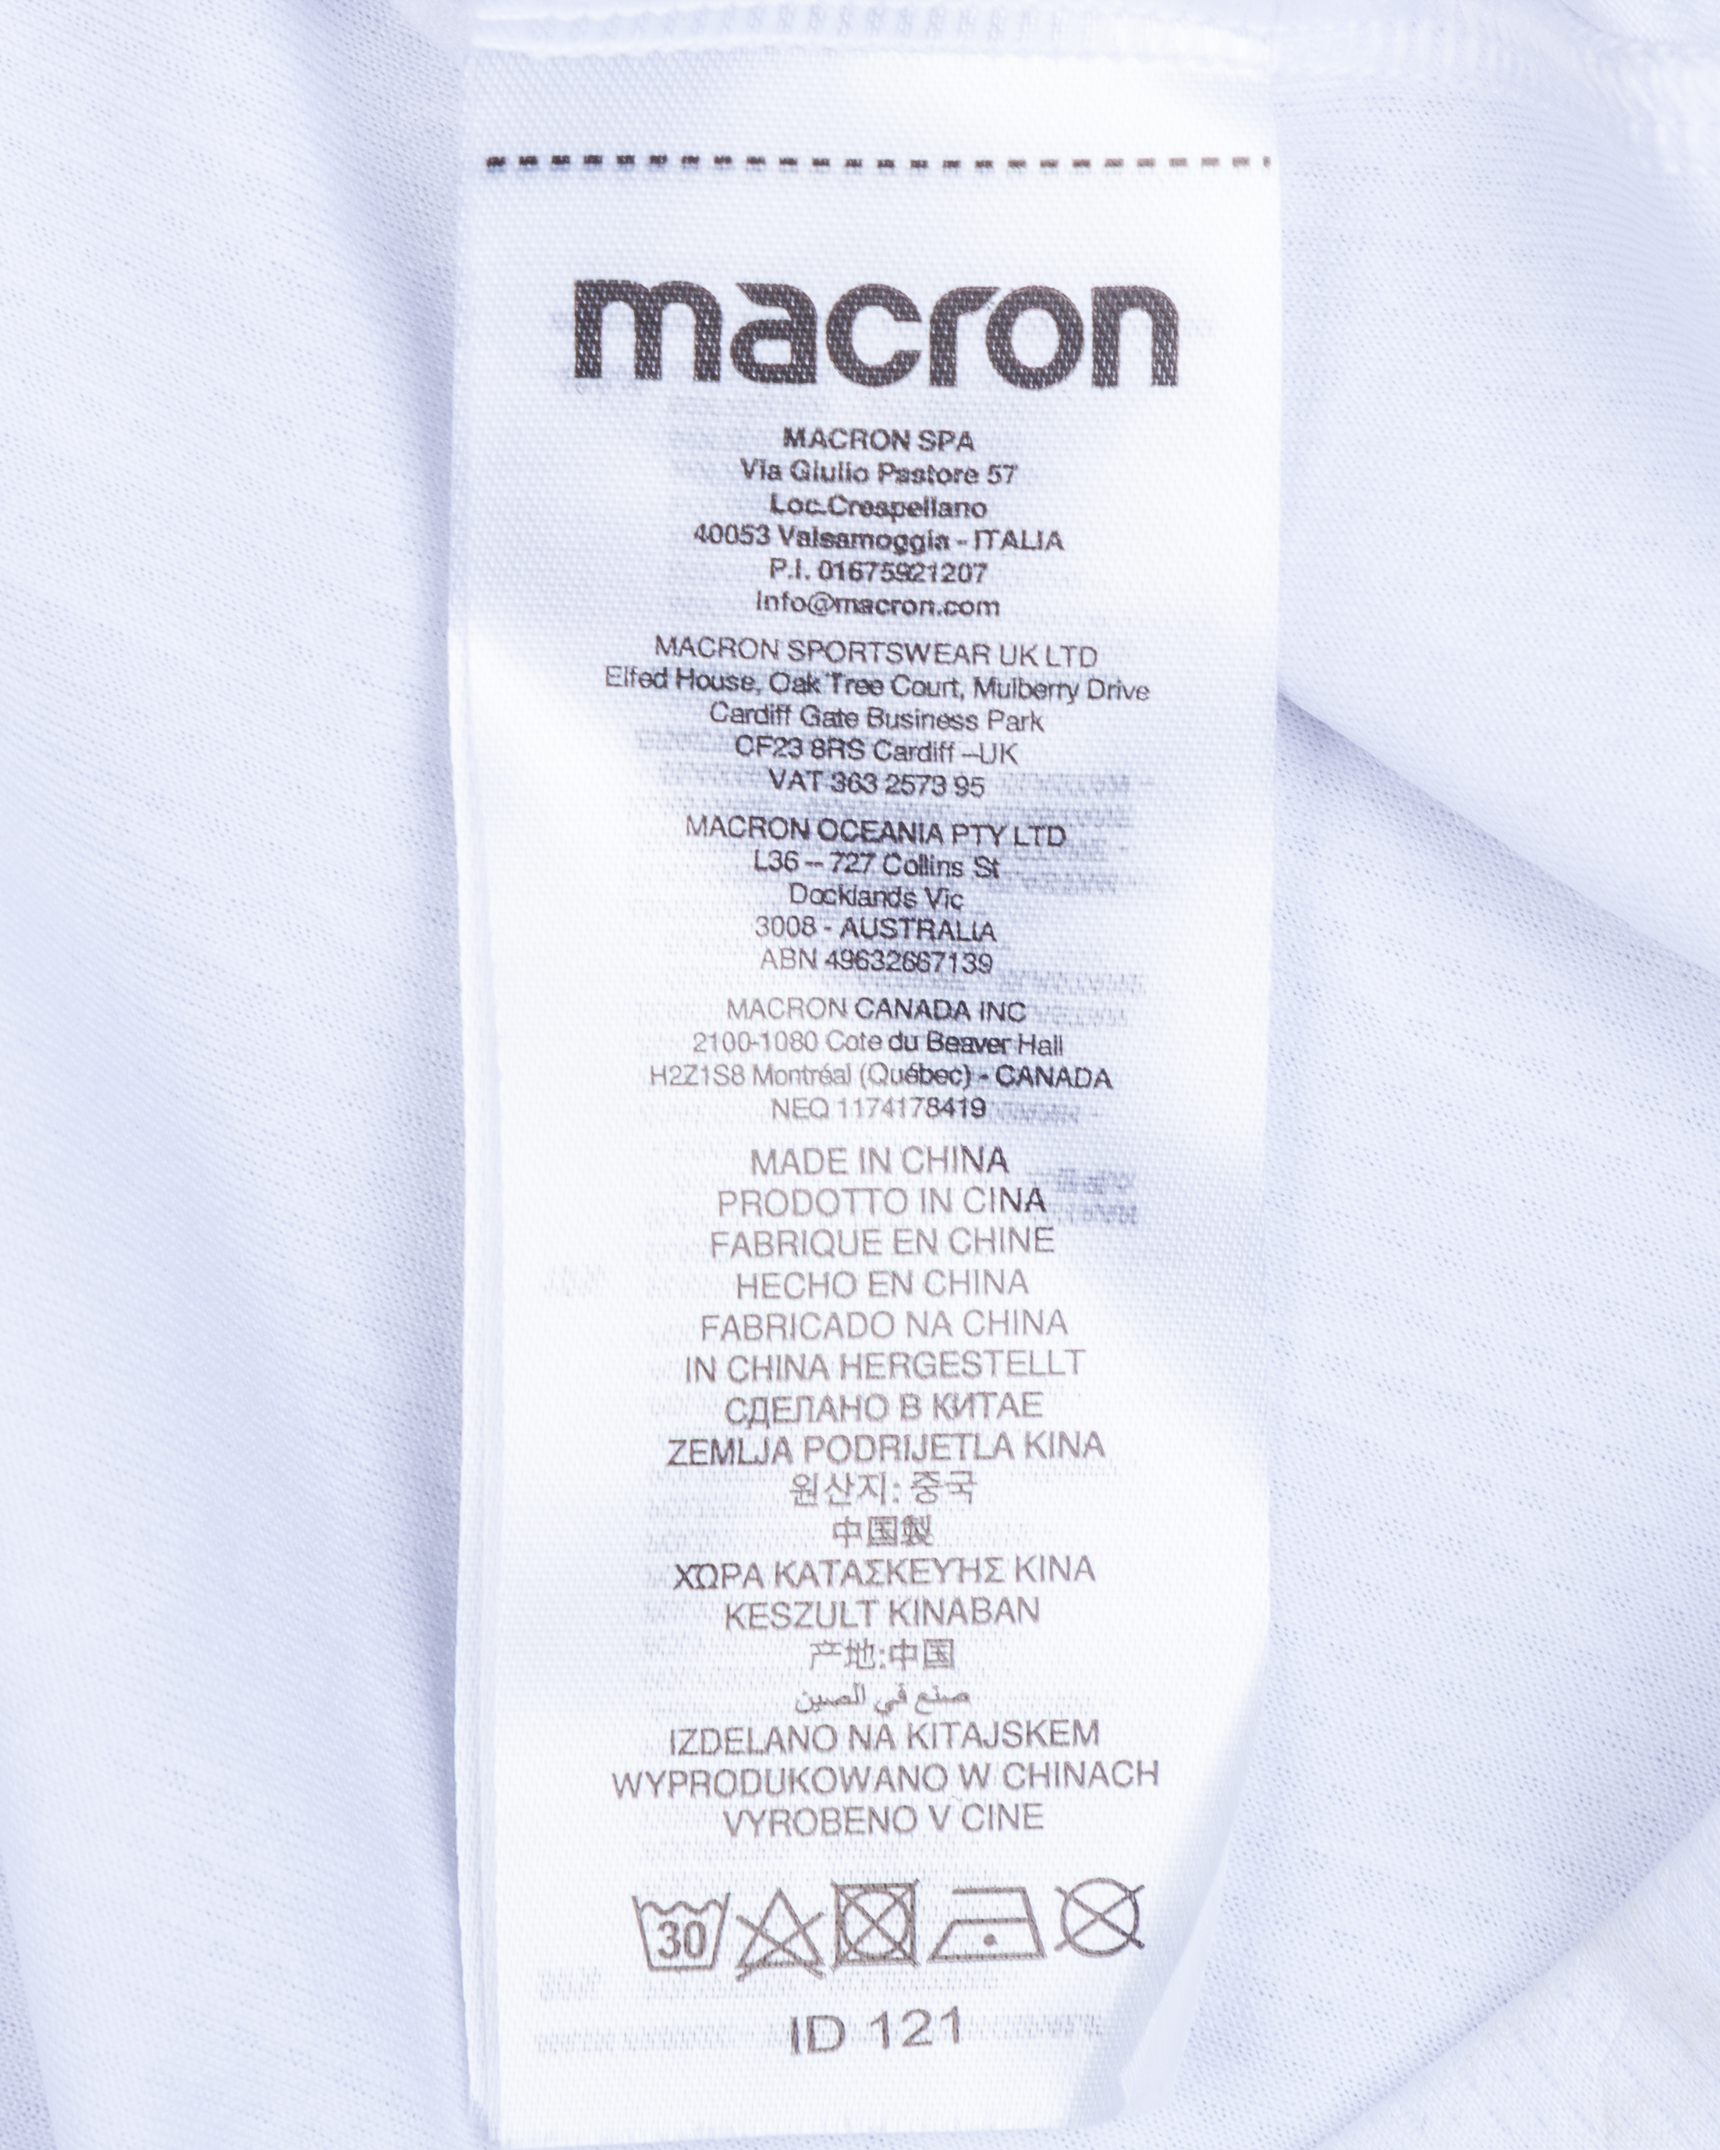 macron
MACRON SPA
Via Giulio Pastore 57
Loc.Crespellano
40053 Valsamoggia - ITALIA
P.I. 01675921207
info@macron.com
MACRON SPORTSWEAR UK LTD
Elfed House, Oak Tree Court, Mulberry Drive
Cardiff Gate Business Park
CF23 8RS Cardiff –UK
VAT 363 2573 95
MACRON OCEANIA PTY LTD
L36 – 727 Collins St
Docklands Vic
3008 - AUSTRALIA
ABN 49632667139
MACRON CANADA INC
2100-1080 Cote du Beaver Hall
H2Z1S8 Montréal (Québec) - CANADA
NEQ 1174178419
MADE IN CHINA
PRODOTTO IN CINA
FABRIQUE EN CHINE
HECHO EN CHINA
FABRICADO NA CHINA
IN CHINA HERGESTELLT
СДЕЛАНО В КИТАЕ
ZEMLJA PODRIJETLA KINA
원산지: 중국
中国製
ΧΩΡΑ ΚΑΤΑΣΚΕΥΉΣ ΚΙΝΑ
KESZULT KINABAN
产地:中国
صنع في الصين
IZDELANO NA KITAJSKEM
WYPRODUKOWANO W CHINACH
VYROBENO V CINE
30
ID 121